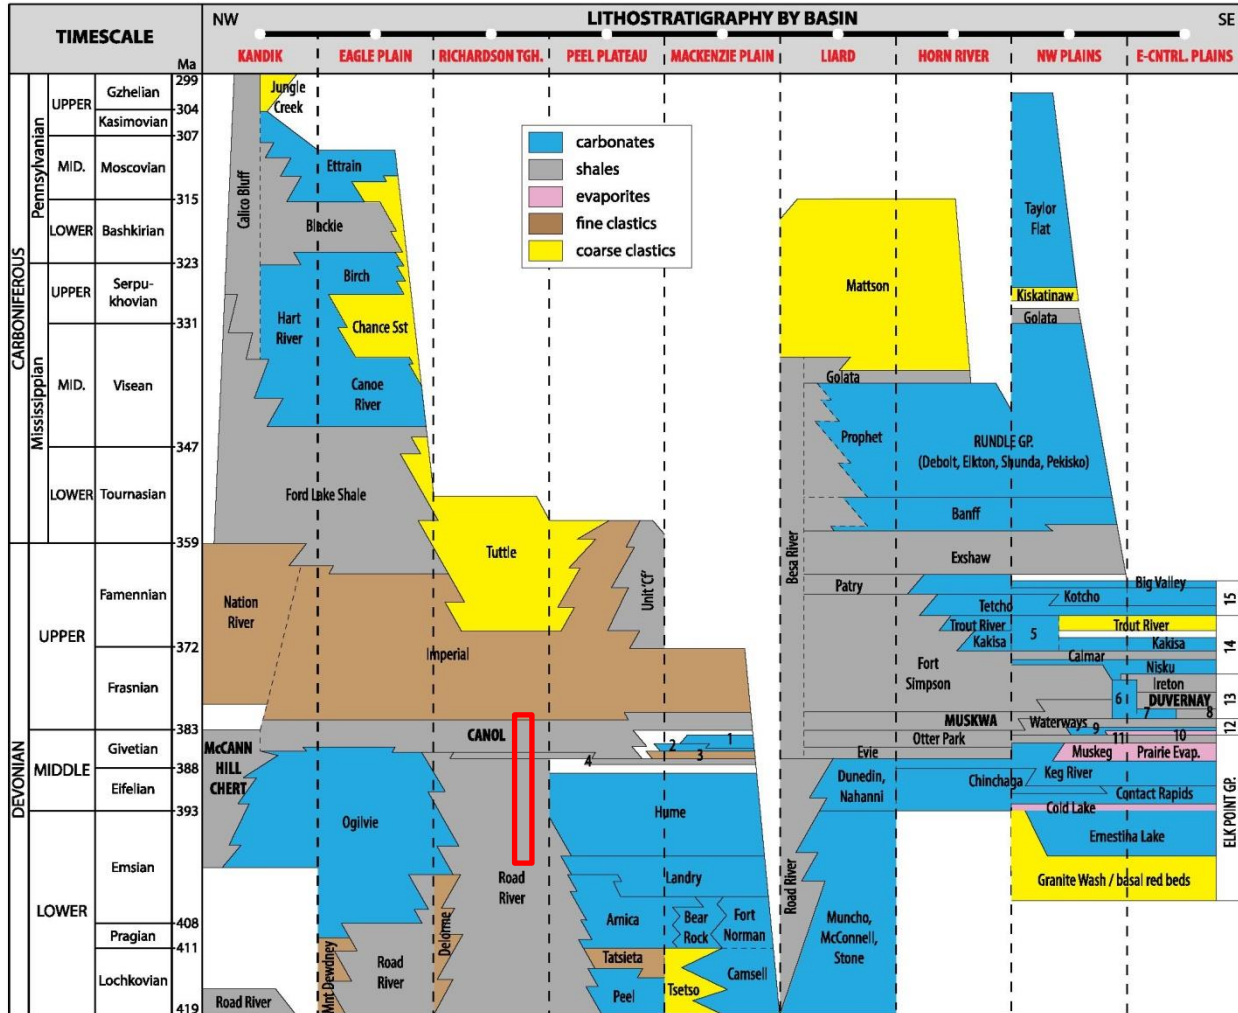 NW
LITHOSTRATIGRAPHY BY BASIN
SE
TIMESCALE
Ma
KANDIK
EAGLE PLAIN
RICHARDSON TGH.
PEEL PLATEAU
MACKENZIE PLAIN
LIARD
HORN RIVER
NW PLAINS
E-CNTRL. PLAINS
CARBONIFEROUS
Pennsylvanian
UPPER
Gzhelian
Kasimovian
MID.
Moscovian
LOWER
Bashkirian
Mississippian
UPPER
Serpu-
khovian
MID.
Visean
LOWER
Tournasian
DEVONIAN
UPPER
Famennian
Frasnian
MIDDLE
Givetian
Eifelian
LOWER
Emsian
Pragian
Lochkovian
299
304
307
315
323
331
347
359
372
383
388
393
408
411
419
carbonates
shales
evaporites
fine clastics
coarse clastics
Jungle
Creek
Calico Bluff
Ettrain
Blackie
Birch
Hart
River
Chance Sst
Canoe
River
Ford Lake Shale
Tuttle
Nation
River
Unit 'Cf'
Imperial
McCANN
HILL
CHERT
CANOL
Ogilvie
Road
River
Delorme
Mnt Dewdney
Road
River
Road River
1
2
3
4
Hume
Landry
Arnica
Bear
Rock
Fort
Norman
Tatsieta
Peel
Tsetso
Camsell
Mattson
Golata
Prophet
RUNDLE GP.
(Debolt, Elkton, Shunda, Pekisko)
Banff
Exshaw
Besa River
Patry
Tetcho
Trout River
Kakisa
Fort
Simpson
MUSKWA
Otter Park
Evie
Dunedin,
Nahanni
Chinchaga
Road River
Muncho,
McConnell,
Stone
Taylor
Flat
Kiskatinaw
Golata
Big Valley
Kotcho
Trout River
5
Kakisa
Calmar
Nisku
Ireton
DUVERNAY
6
7
8
Waterways
9
10
11
Muskeg
Prairie Evap.
Keg River
Contact Rapids
Cold Lake
Ernestina Lake
Granite Wash / basal red beds
15
14
13
12
ELK POINT GP.